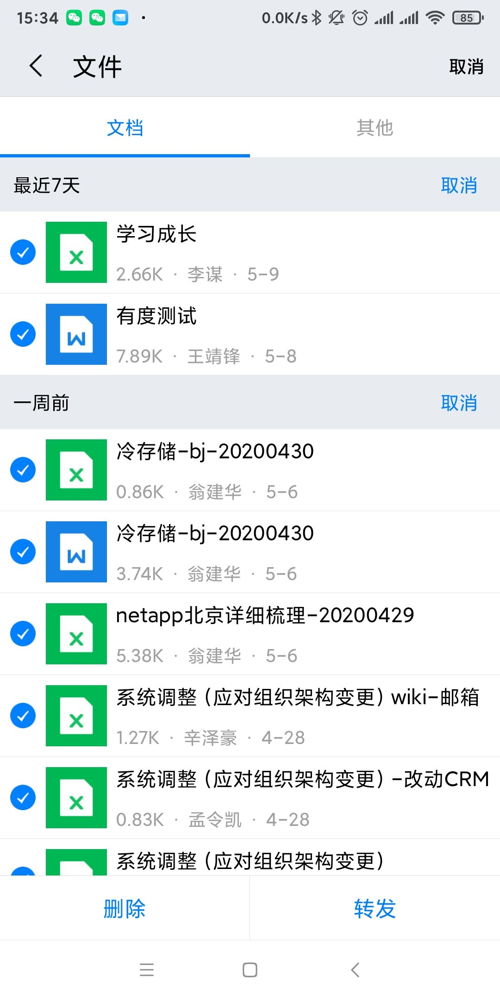 15:34
0.0K/s
85
文件
取消
文档
其他
最近7天
取消
学习成长
2.66K · 李谋 · 5-9
有度测试
7.89K · 王靖锋 · 5-8
一周前
取消
冷存储-bj-20200430
0.86K · 翁建华 · 5-6
冷存储-bj-20200430
3.74K · 翁建华 · 5-6
netapp北京详细梳理-20200429
5.38K · 翁建华 · 5-6
系统调整（应对组织架构变更）wiki-邮箱
1.27K · 辛泽豪 · 4-28
系统调整（应对组织架构变更）-改动CRM
0.83K · 孟令凯 · 4-28
系统调整（应对组织架构变更）
删除
转发